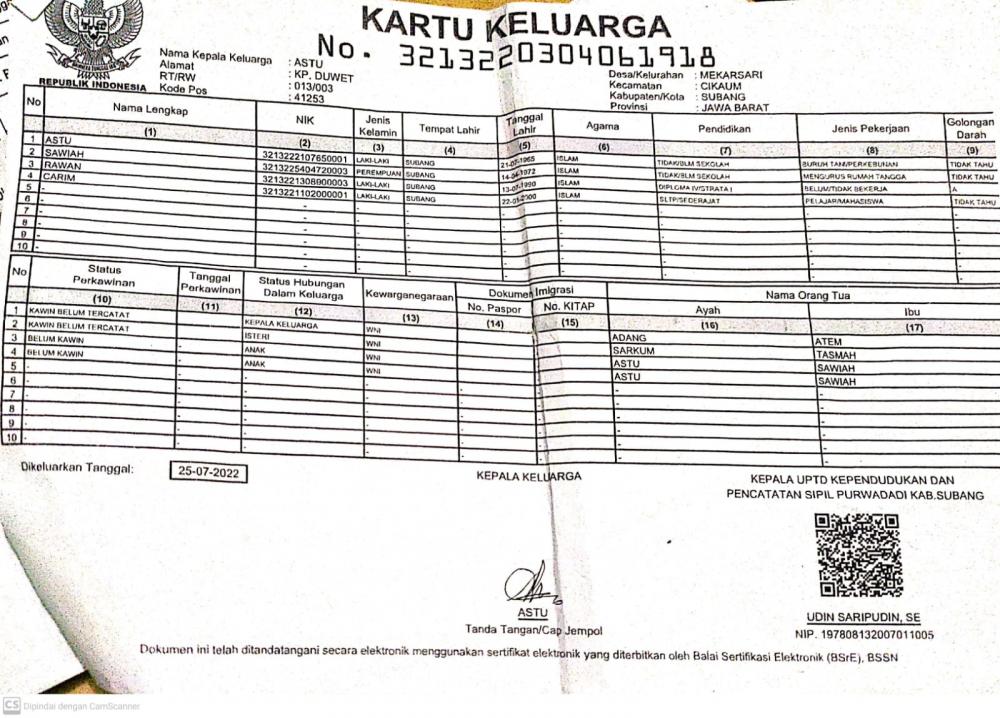 KARTU KELUARGA
No. 3213220304061918
Nama Kepala Keluarga : ASTU
Alamat : KP. DUWET
RT/RW : 013/003
Kode Pos : 41253
Desa/Kelurahan : MEKARSARI
Kecamatan : CIKAUM
Kabupaten/Kota : SUBANG
Provinsi : JAWA BARAT
REPUBLIK INDONESIA
No Nama Lengkap NIK Jenis Kelamin Tempat Lahir Tanggal Lahir Agama Pendidikan Jenis Pekerjaan Golongan Darah
(1) (2) (3) (4) (5) (6) (7) (8) (9)
1 ASTU 3213222107650001 LAKI-LAKI SUBANG 21-07-1965 ISLAM TIDAK/BLM SEKOLAH BURUH TANI/PERKEBUNAN TIDAK TAHU
2 SAWIAH 3213225404720003 PEREMPUAN SUBANG 14-04-1972 ISLAM TIDAK/BLM SEKOLAH MENGURUS RUMAH TANGGA TIDAK TAHU
3 RAWAN 3213221308900003 LAKI-LAKI SUBANG 13-07-1990 ISLAM DIPLOMA IV/STRATA I BELUM/TIDAK BEKERJA A
4 CARIM 3213221102000001 LAKI-LAKI SUBANG ISLAM SLTP/SEDERAJAT PELAJAR/MAHASISWA TIDAK TAHU
5 - - - - - - - - -
6 - - - - - - - - -
7 - - - - - - - - -
8 - - - - - - - - -
9 - - - - - - - - -
10 - - - - - - - - -
No Status Perkawinan Tanggal Perkawinan Status Hubungan Dalam Keluarga Kewarganegaraan Dokumen Imigrasi Nama Orang Tua
No. Paspor No. KITAP Ayah Ibu
(10) (11) (12) (13) (14) (15) (16) (17)
1 KAWIN BELUM TERCATAT KEPALA KELUARGA WNI ADANG ATEM
2 KAWIN BELUM TERCATAT ISTERI WNI SARKUM TASMAH
3 BELUM KAWIN ANAK WNI ASTU SAWIAH
4 BELUM KAWIN ANAK WNI ASTU SAWIAH
5 - - - - - -
6 - - - - - -
7 - - - - - -
8 - - - - - -
9 - - - - - -
10 - - - - - -
Dikeluarkan Tanggal: 25-07-2022
KEPALA KELUARGA
KEPALA UPTD KEPENDUDUKAN DAN
PENCATATAN SIPIL PURWADADI KAB.SUBANG
ASTU
Tanda Tangan/Cap Jempol
UDIN SARIPUDIN, SE
NIP. 197808132007011005
Dokumen ini telah ditandatangani secara elektronik menggunakan sertifikat elektronik yang diterbitkan oleh Balai Sertifikasi Elektronik (BSrE), BSSN
CS Dipindai dengan CamScanner